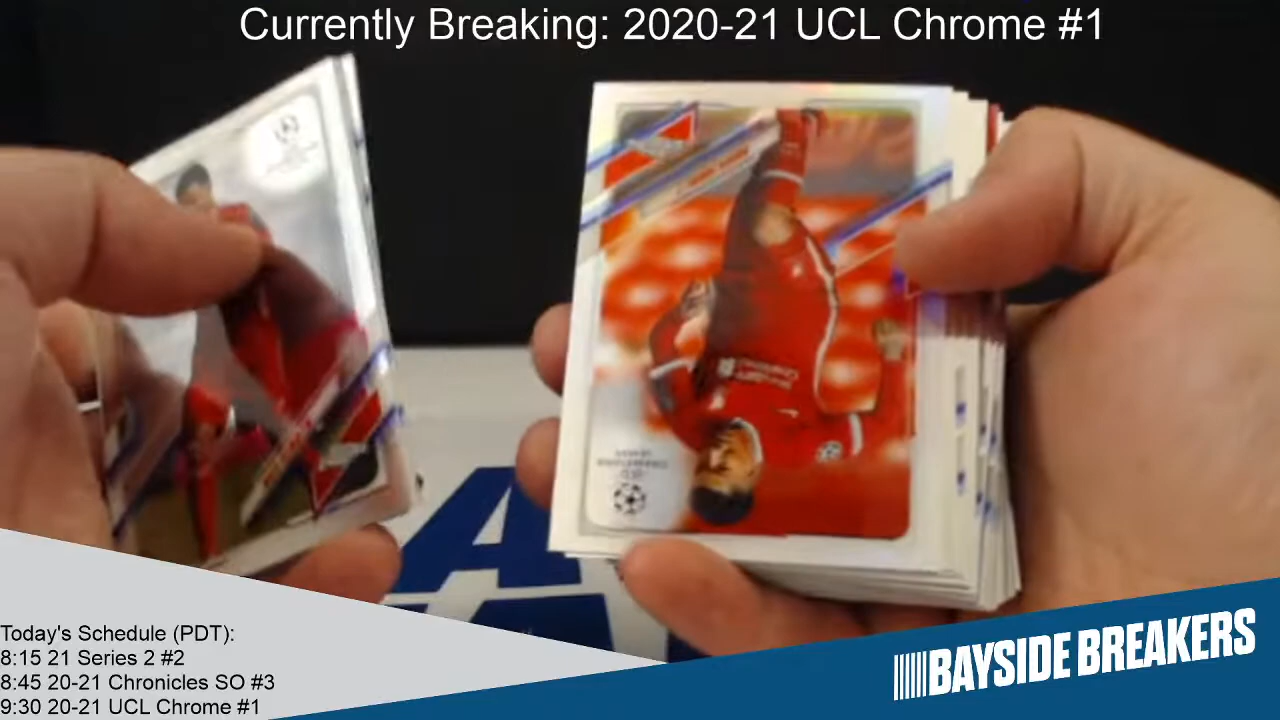 Currently Breaking: 2020-21 UCL Chrome #1
Today's Schedule (PDT):
8:15 21 Series 2 #2
8:45 20-21 Chronicles SO #3
9:30 20-21 UCL Chrome #1
BAYSIDE BREAKERS